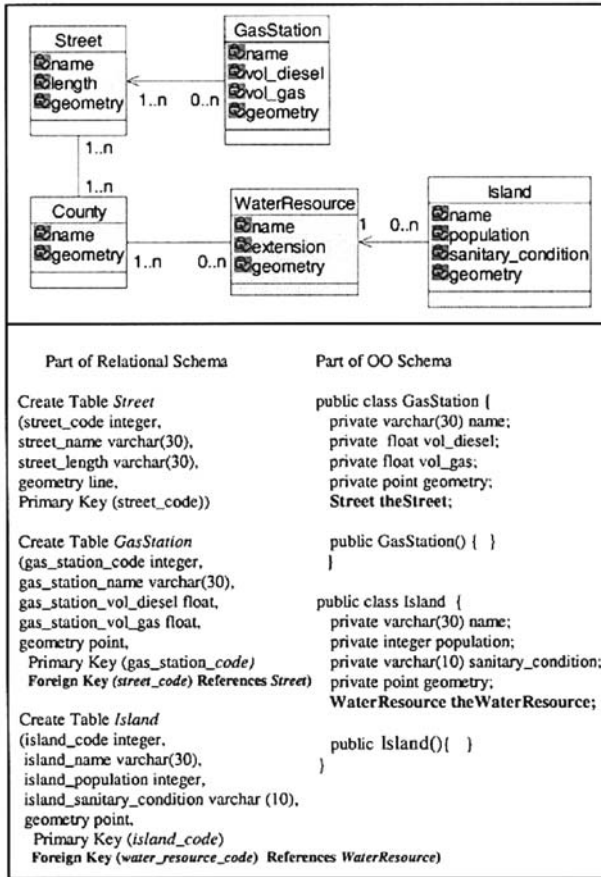 Street
name
length
geometry
1..n
0..n
GasStation
name
vol_diesel
vol_gas
geometry
1..n
1..n
County
name
geometry
1..n
0..n
WaterResource
name
extension
geometry
1
0..n
Island
name
population
sanitary_condition
geometry
Part of Relational Schema
Create Table Street
(street_code integer,
street_name varchar(30),
street_length varchar(30),
geometry line,
Primary Key (street_code))
Create Table GasStation
(gas_station_code integer,
gas_station_name varchar(30),
gas_station_vol_diesel float,
gas_station_vol_gas float,
geometry point,
Primary Key (gas_station_code)
Foreign Key (street_code) References Street)
Create Table Island
(island_code integer,
island_name varchar(30),
island_population integer,
island_sanitary_condition varchar (10),
geometry point,
Primary Key (island_code)
Foreign Key (water_resource_code) References WaterResource)
Part of OO Schema
public class GasStation {
private varchar(30) name;
private float vol_diesel;
private float vol_gas;
private point geometry;
Street theStreet;
public GasStation() { }
}
public class Island {
private varchar(30) name;
private integer population;
private varchar(10) sanitary_condition;
private point geometry;
WaterResource theWaterResource;
public Island(){ }
}